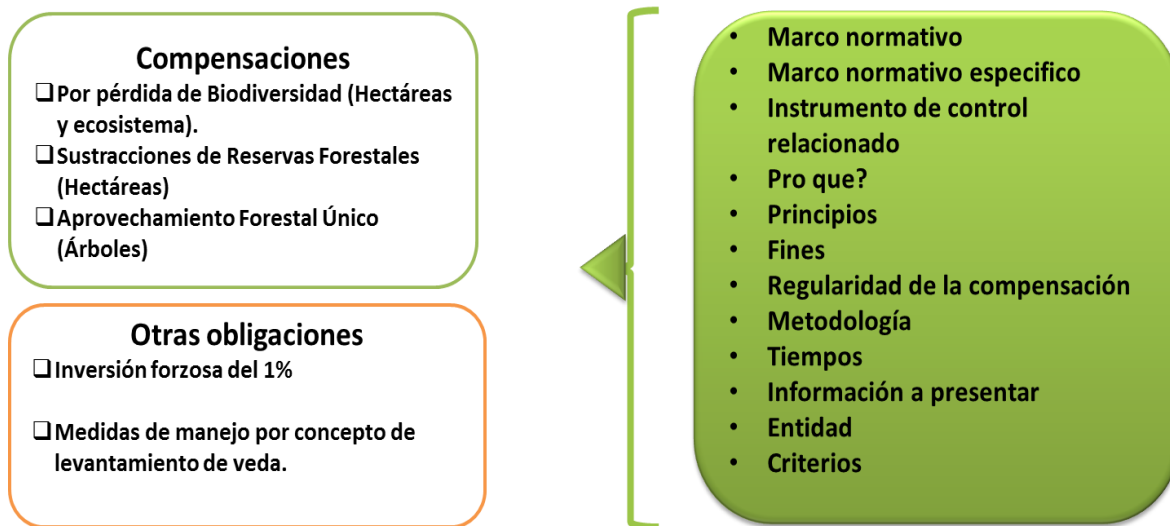 Compensaciones
❑Por pérdida de Biodiversidad (Hectáreas
y ecosistema).
❑Sustracciones de Reservas Forestales
(Hectáreas)
❑Aprovechamiento Forestal Único
(Árboles)
Otras obligaciones
❑Inversión forzosa del 1%
❑Medidas de manejo por concepto de
levantamiento de veda.
• Marco normativo
• Marco normativo especifico
• Instrumento de control
relacionado
• Pro que?
• Principios
• Fines
• Regularidad de la compensación
• Metodología
• Tiempos
• Información a presentar
• Entidad
• Criterios